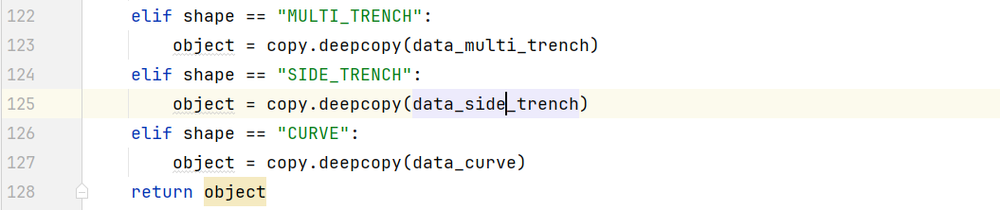 122 elif shape == "MULTI_TRENCH":
123 object = copy.deepcopy(data_multi_trench)
124 elif shape == "SIDE_TRENCH":
125 object = copy.deepcopy(data_side_trench)
126 elif shape == "CURVE":
127 object = copy.deepcopy(data_curve)
128 return object